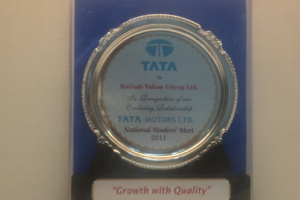 TATA
to
Kailash Vahan Udyog Ltd.
In Recognition of our
Enduring Relationship
TATA MOTORS LTD.
National Vendors' Meet
2011
"Growth with Quality"